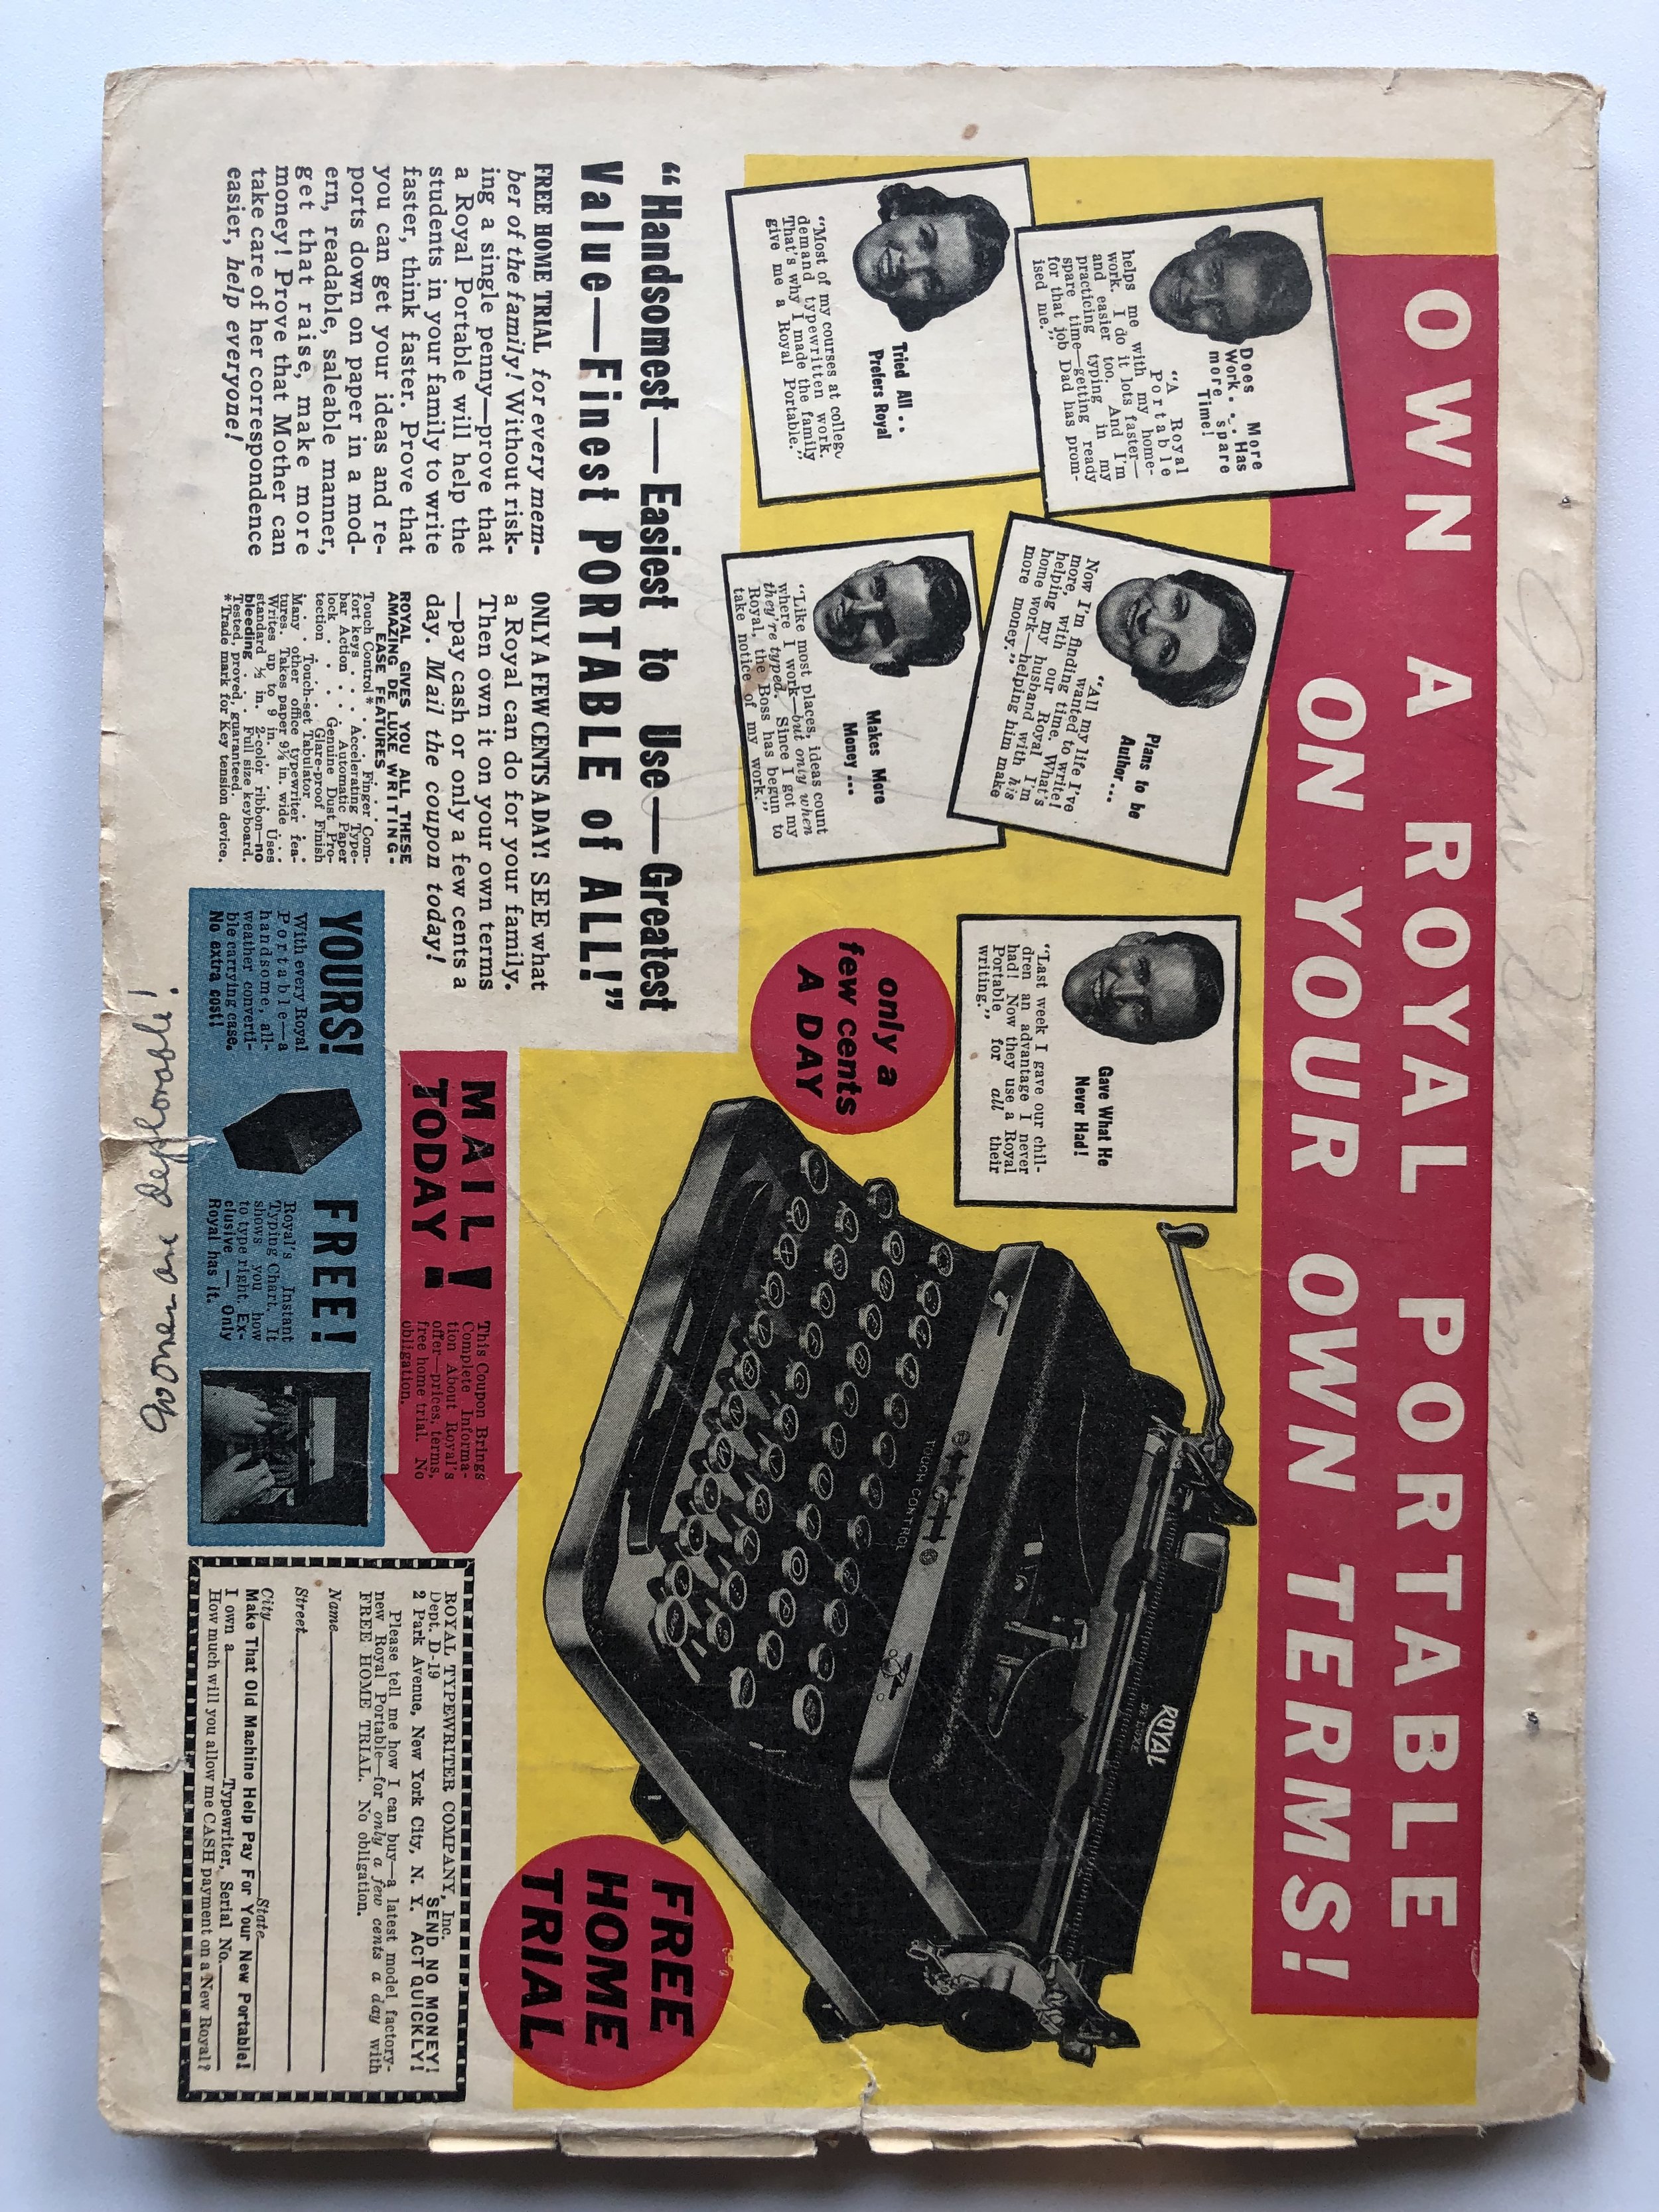 OWN A ROYAL PORTABLE
ON YOUR OWN TERMS!
Does More
Work . . . Has
more spare
Time!
"A Royal
Portable
helps me with my home-
work. I do it lots faster—
and easier too. And I'm
practicing typing in my
spare time—getting ready
for that job Dad has prom-
ised me."
Tried All . .
Prefers Royal
"Most of my courses at college
demand typewritten work.
That's why I made the family
give me a Royal Portable."
Plans to be
Author . . .
"All my life I've
wanted to write!
Now I'm finding time. What's
more, with our Royal I'm
helping my husband with his
home work—helping him make
more money."
Makes More
Money . . .
"Like most places, ideas count
where I work—but only when
they're typed. Since I got my
Royal, the Boss has begun to
take notice of my work."
Gave What He
Never Had!
"Last week I gave our chil-
dren an advantage I never
had! Now they use a Royal
Portable for all their
writing."
only a
few cents
A DAY
TOUCH CONTROL
ROYAL
DE LUXE
FREE
HOME
TRIAL
"Handsomest—Easiest to Use—Greatest
Value—Finest PORTABLE of ALL!"
FREE HOME TRIAL for every mem-
ber of the family! Without risk-
ing a single penny—prove that
a Royal Portable will help the
students in your family to write
faster, think faster. Prove that
you can get your ideas and re-
ports down on paper in a mod-
ern, readable, saleable manner,
get that raise, make more
money! Prove that Mother can
take care of her correspondence
easier, help everyone!
ONLY A FEW CENTS A DAY! SEE what
a Royal can do for your family.
Then own it on your own terms
—pay cash or only a few cents a
day. Mail the coupon today!
ROYAL GIVES YOU ALL THESE
AMAZING DE LUXE WRITING-
EASE FEATURES
Touch Control* . . . Finger Com-
fort keys . . . Accelerating Type-
bar Action . . . Automatic Paper
lock . . . Genuine Dust Pro-
tection . . . Glare-proof Finish
. . . Touch-set Tabulator . . .
Many other office typewriter fea-
tures. Takes paper 9½ in. wide . . .
Writes up to 9 in. . . . Uses
standard ½ in. 2-color ribbon—no
bleeding . . . Full size keyboard.
Tested, proved, guaranteed.
*Trade mark for Key tension device.
YOURS!
With every Royal
Portable—a
handsome, all-
weather converti-
ble carrying case.
No extra cost!
FREE!
Royal's Instant
Typing Chart. It
shows you how
to type right. Ex-
clusive — Only
Royal has it.
MAIL!
TODAY!
This Coupon Brings
Complete Informa-
tion About Royal's
offer—prices, terms,
free home trial. No
obligation.
ROYAL TYPEWRITER COMPANY, Inc.
Dept. D-19 SEND NO MONEY!
2 Park Avenue, New York City, N. Y. ACT QUICKLY!
Please tell me how I can buy—a latest model factory-
new Royal Portable—for only a few cents a day with
FREE HOME TRIAL. No obligation.
Name
Street
City State
Make That Old Machine Help Pay For Your New Portable!
I own a Typewriter, Serial No.
How much will you allow me CASH payment on a New Royal?